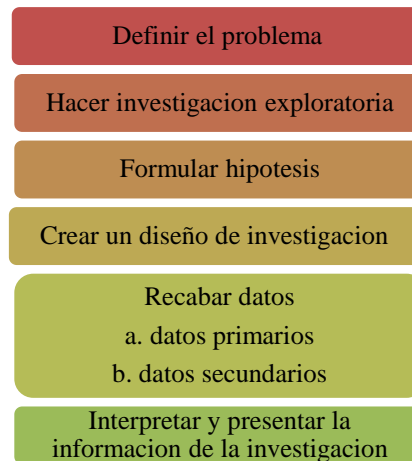 Definir el problema
Hacer investigacion exploratoria
Formular hipotesis
Crear un diseño de investigacion
Recabar datos
a. datos primarios
b. datos secundarios
Interpretar y presentar la
informacion de la investigacion